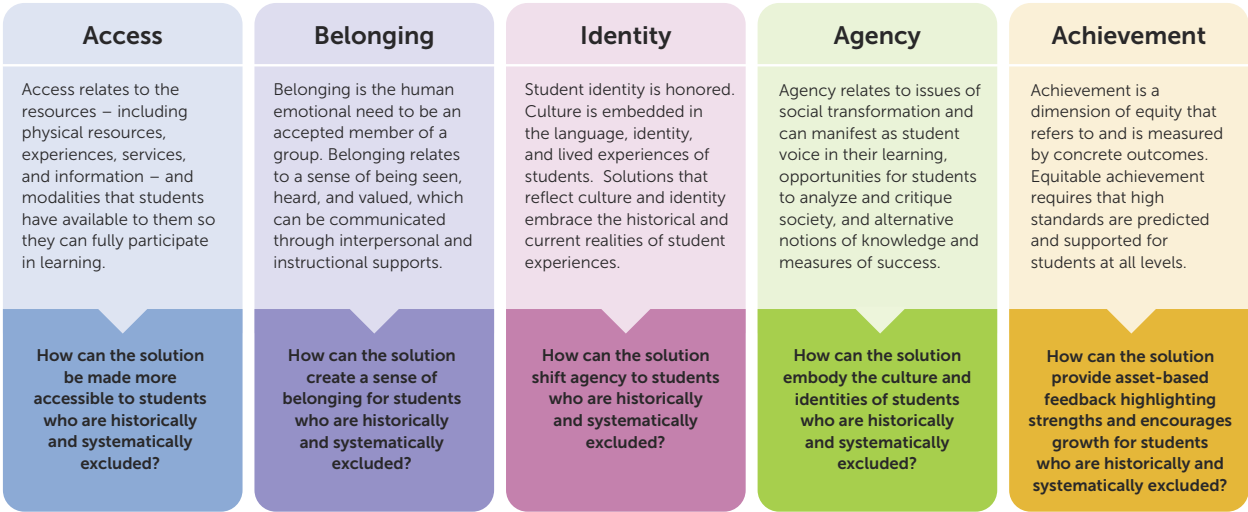 Access
Access relates to the
resources – including
physical resources,
experiences, services,
and information – and
modalities that students
have available to them so
they can fully participate
in learning.
How can the solution
be made more
accessible to students
who are historically
and systematically
excluded?
Belonging
Belonging is the human
emotional need to be an
accepted member of a
group. Belonging relates
to a sense of being seen,
heard, and valued, which
can be communicated
through interpersonal and
instructional supports.
How can the solution
create a sense of
belonging for students
who are historically
and systematically
excluded?
Identity
Student identity is honored.
Culture is embedded in
the language, identity,
and lived experiences of
students.  Solutions that
reflect culture and identity
embrace the historical and
current realities of student
experiences.
How can the solution
shift agency to students
who are historically
and systematically
excluded?
Agency
Agency relates to issues of
social transformation and
can manifest as student
voice in their learning,
opportunities for students
to analyze and critique
society, and alternative
notions of knowledge and
measures of success.
How can the solution
embody the culture and
identities of students
who are historically
and systematically
excluded?
Achievement
Achievement is a
dimension of equity that
refers to and is measured
by concrete outcomes.
Equitable achievement
requires that high
standards are predicted
and supported for
students at all levels.
How can the solution
provide asset-based
feedback highlighting
strengths and encourages
growth for students
who are historically and
systematically excluded?